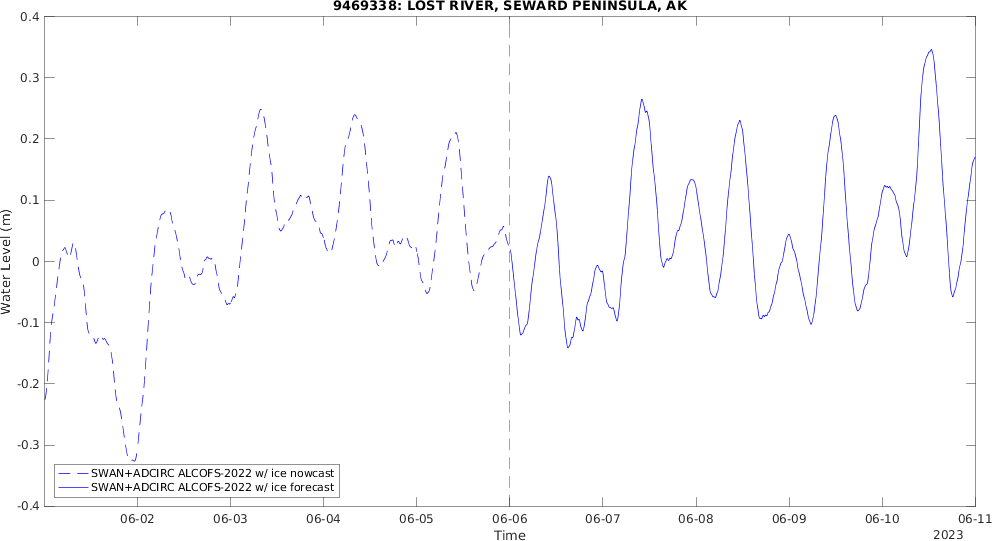 9469338: LOST RIVER, SEWARD PENINSULA, AK
0.4
0.3
0.2
0.1
0
-0.1
-0.2
-0.3
-0.4
Water Level (m)
SWAN+ADCIRC ALCOFS-2022 w/ ice nowcast
SWAN+ADCIRC ALCOFS-2022 w/ ice forecast
06-02 06-03 06-04 06-05 06-06 06-07 06-08 06-09 06-10 06-11
Time
2023